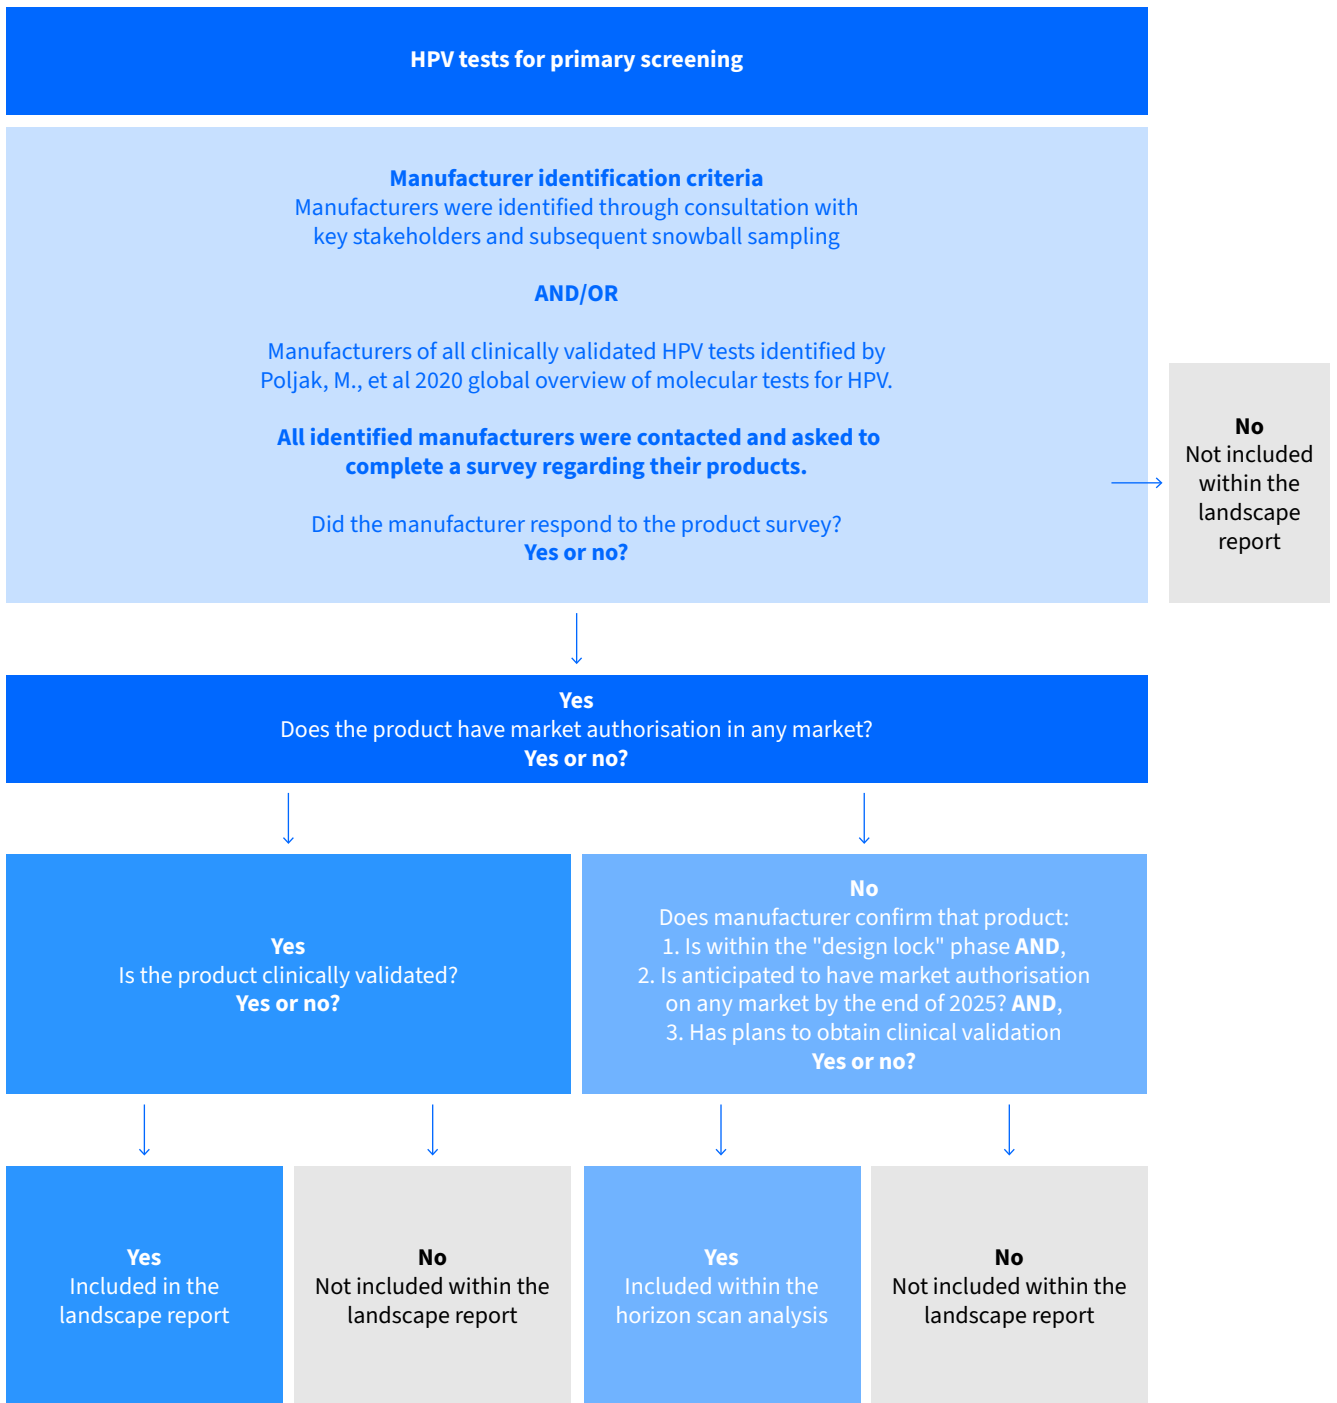 HPV tests for primary screening
Manufacturer identification criteria
Manufacturers were identified through consultation with
key stakeholders and subsequent snowball sampling
AND/OR
Manufacturers of all clinically validated HPV tests identified by
Poljak, M., et al 2020 global overview of molecular tests for HPV.
All identified manufacturers were contacted and asked to
complete a survey regarding their products.
Did the manufacturer respond to the product survey?
Yes or no?
No
Not included
within the
landscape
report
Yes
Does the product have market authorisation in any market?
Yes or no?
Yes
Is the product clinically validated?
Yes or no?
No
Does manufacturer confirm that product:
1. Is within the "design lock" phase AND,
2. Is anticipated to have market authorisation
on any market by the end of 2025? AND,
3. Has plans to obtain clinical validation
Yes or no?
Yes
Included in the
landscape report
No
Not included within the
landscape report
Yes
Included within the
horizon scan analysis
No
Not included within the
landscape report